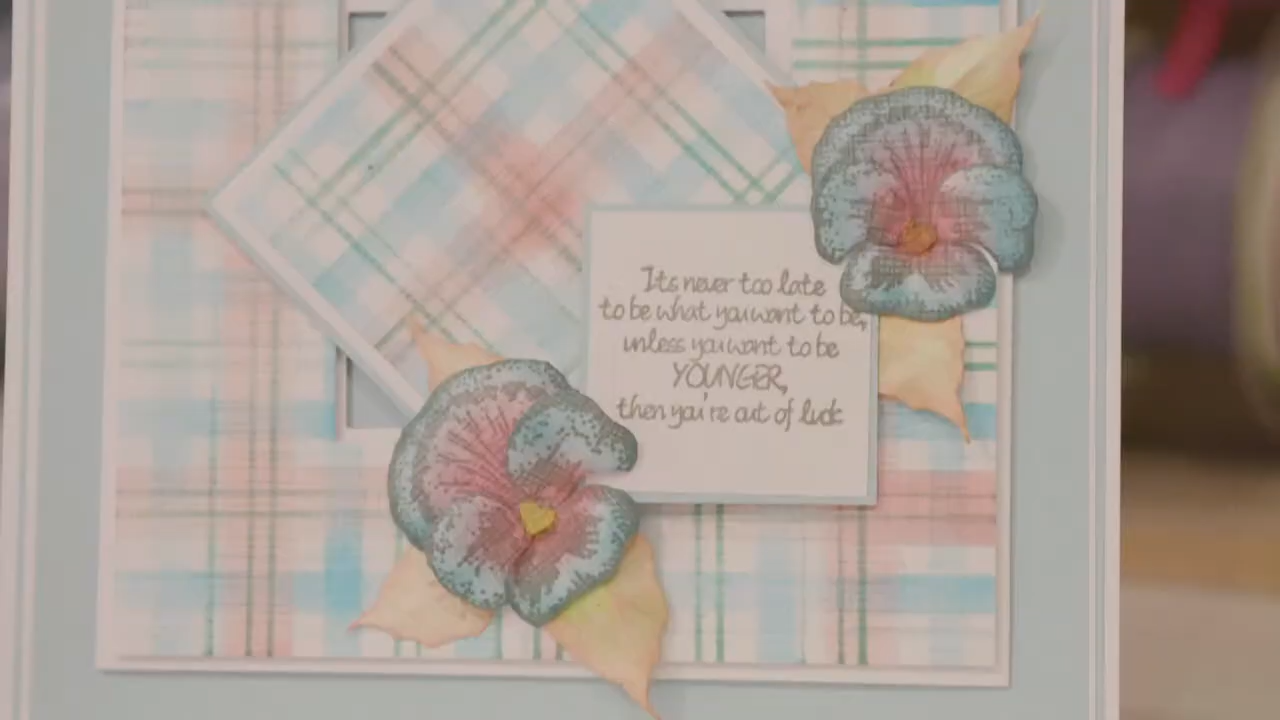 Its never too late
to be what you want to be,
unless you want to be
YOUNGER,
then you're out of luck